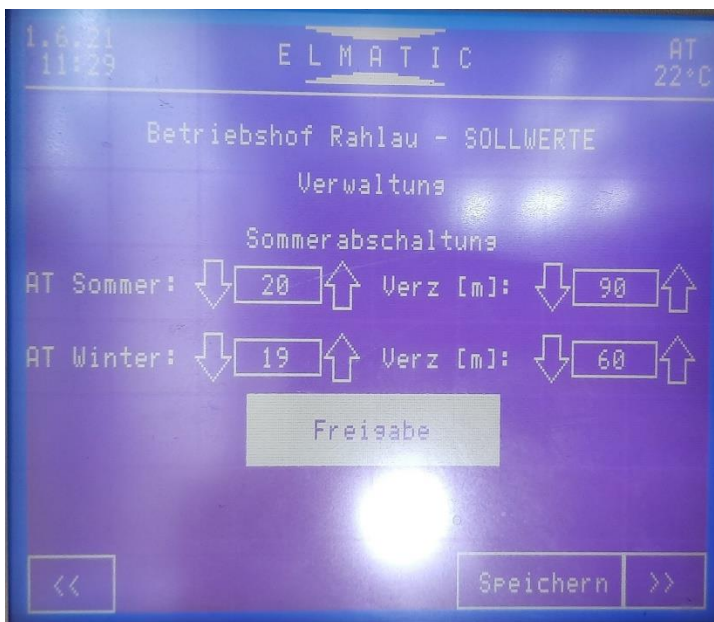 1.6.21 ELMATIC AT
11:29 22°C
Betriebshof Rahlau - SOLLWERTE
Verwaltung
Sommerabschaltung
AT Sommer: 20 Verz [m]: 90
AT Winter: 19 Verz [m]: 60
Freigabe
<< Speichern >>